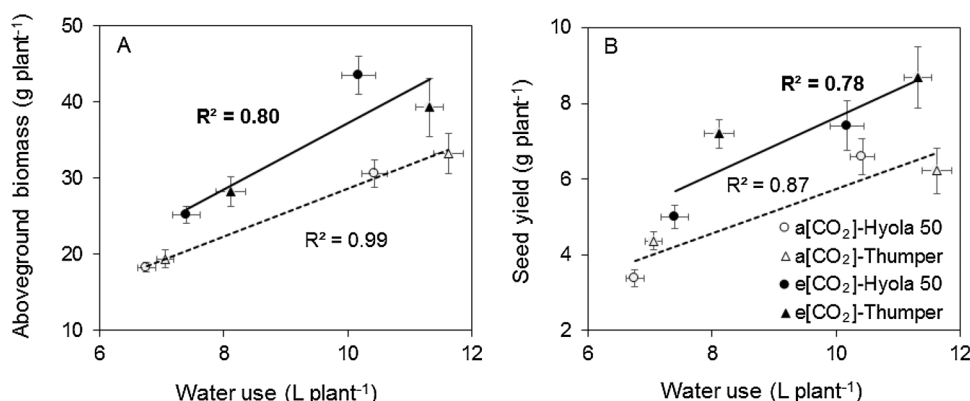 A
Aboveground biomass (g plant⁻¹)
50
40
30
20
10
R² = 0.80
R² = 0.99
6 8 10 12
Water use (L plant⁻¹)
B
Seed yield (g plant⁻¹)
10
8
6
4
2
R² = 0.78
R² = 0.87
a[CO₂]-Hyola 50
a[CO₂]-Thumper
e[CO₂]-Hyola 50
e[CO₂]-Thumper
6 8 10 12
Water use (L plant⁻¹)